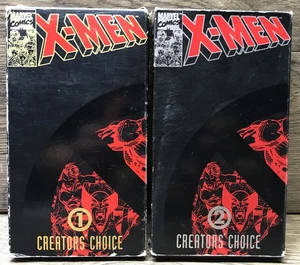 MARVEL
COMICS
X-MEN
1
CREATORS CHOICE
MARVEL
COMICS
X-MEN
2
CREATORS CHOICE